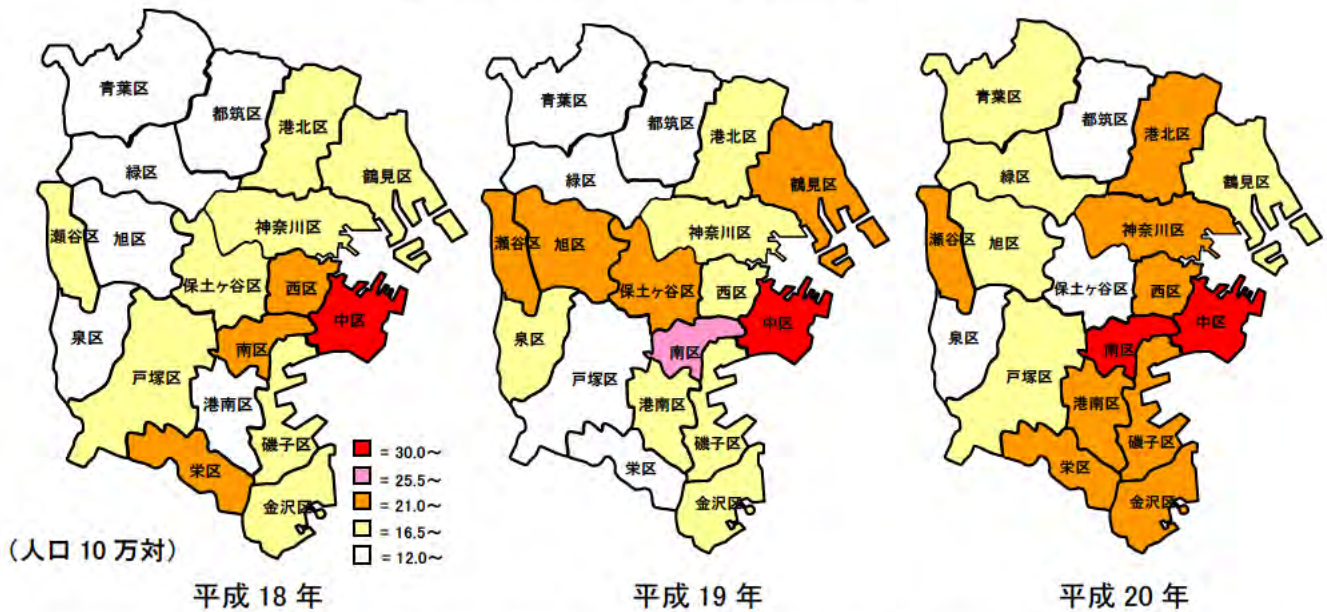 青葉区
都筑区
港北区
緑区
鶴見区
瀬谷区
旭区
神奈川区
保土ヶ谷区
西区
中区
泉区
南区
戸塚区
港南区
磯子区
栄区
金沢区
= 30.0～
= 25.5～
= 21.0～
= 16.5～
= 12.0～
(人口 10 万対)
平成 18 年
青葉区
都筑区
港北区
緑区
鶴見区
瀬谷区
旭区
神奈川区
保土ヶ谷区
西区
中区
泉区
南区
戸塚区
港南区
磯子区
栄区
金沢区
平成 19 年
青葉区
都筑区
港北区
緑区
鶴見区
瀬谷区
旭区
神奈川区
保土ヶ谷区
西区
中区
泉区
南区
戸塚区
港南区
磯子区
栄区
金沢区
平成 20 年